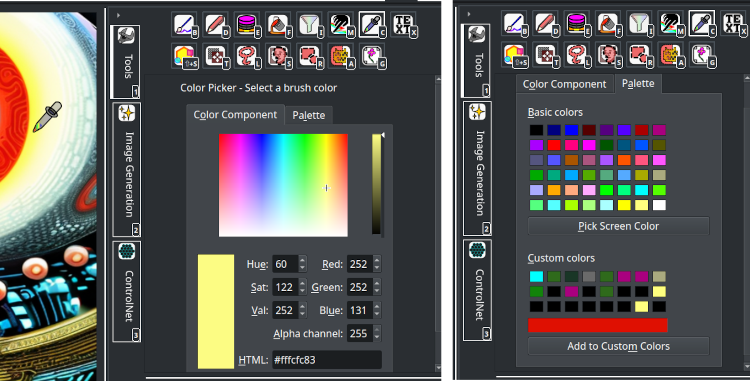 B D E F I M C TEXT X
⇧+S T L S R A G
Tools
1
Image Generation
2
ControlNet
3
Color Picker - Select a brush color
Color Component Palette
Hue: 60 Red: 252
Sat: 122 Green: 252
Val: 252 Blue: 131
Alpha channel: 255
HTML: #fffcfc83
B D E F I M C TEXT X
⇧+S T L S R A G
Tools
1
Image Generation
2
ControlNet
3
Color Component Palette
Basic colors
Pick Screen Color
Custom colors
Add to Custom Colors